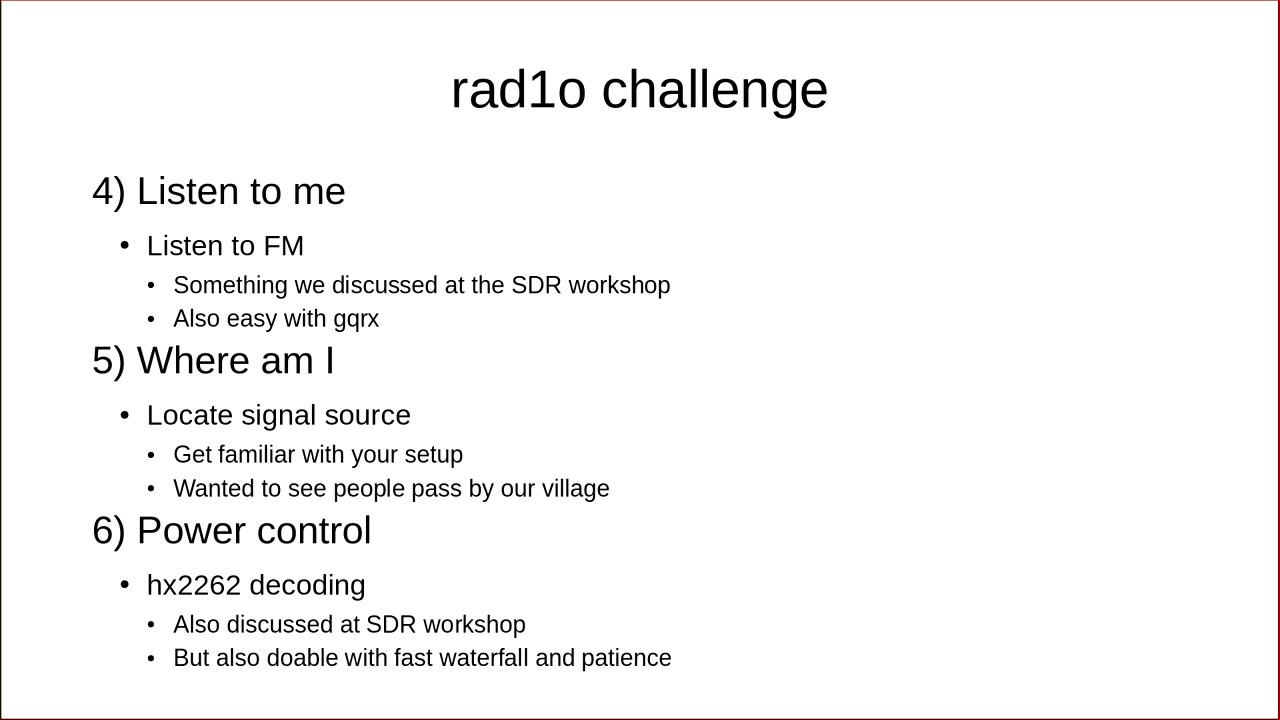 rad1o challenge
4) Listen to me
• Listen to FM
• Something we discussed at the SDR workshop
• Also easy with gqrx
5) Where am I
• Locate signal source
• Get familiar with your setup
• Wanted to see people pass by our village
6) Power control
• hx2262 decoding
• Also discussed at SDR workshop
• But also doable with fast waterfall and patience